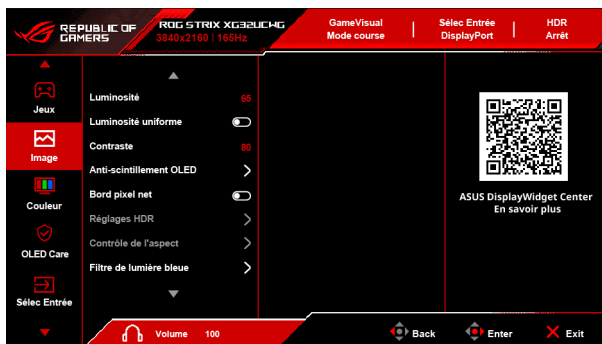 REPUBLIC OF
GAMERS
ROG STRIX XG32UCWG
3840x2160 | 165Hz
GameVisual
Mode course
Sélec Entrée
DisplayPort
HDR
Arrêt
Jeux
Image
Couleur
OLED Care
Sélec Entrée
Luminosité 65
Luminosité uniforme
Contraste 80
Anti-scintillement OLED
Bord pixel net
Réglages HDR
Contrôle de l'aspect
Filtre de lumière bleue
ASUS DisplayWidget Center
En savoir plus
Volume 100
Back
Enter
Exit